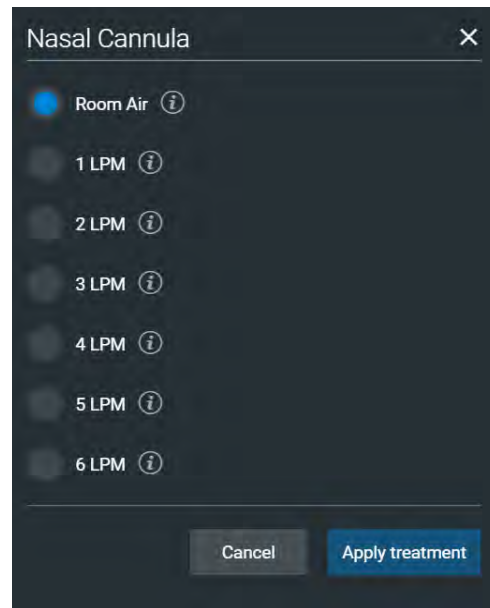 Nasal Cannula
Room Air
1 LPM
2 LPM
3 LPM
4 LPM
5 LPM
6 LPM
Cancel Apply treatment